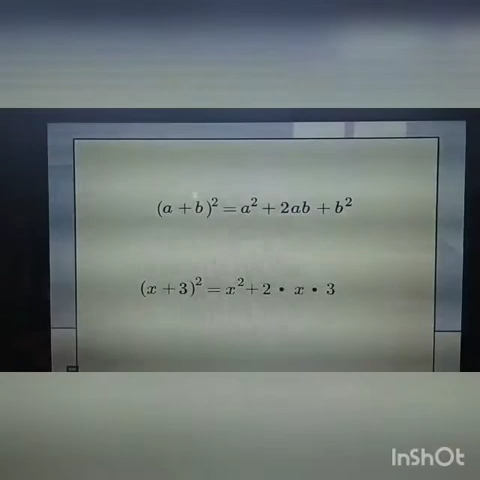 (a + b)² = a² + 2ab + b²
(x + 3)² = x² + 2 • x • 3
InShOt